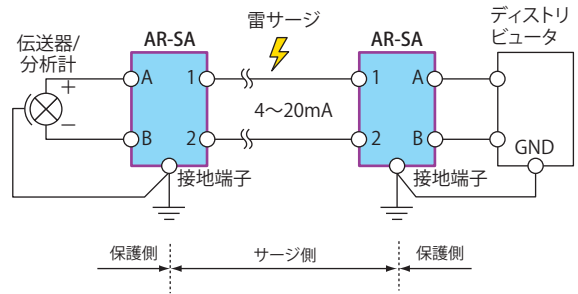 雷サージ
ディストリ
ビュータ
伝送器/
分析計
AR-SA
AR-SA
+
A
1
1
A
4～20mA
−
B
2
2
B
GND
接地端子
接地端子
保護側
サージ側
保護側